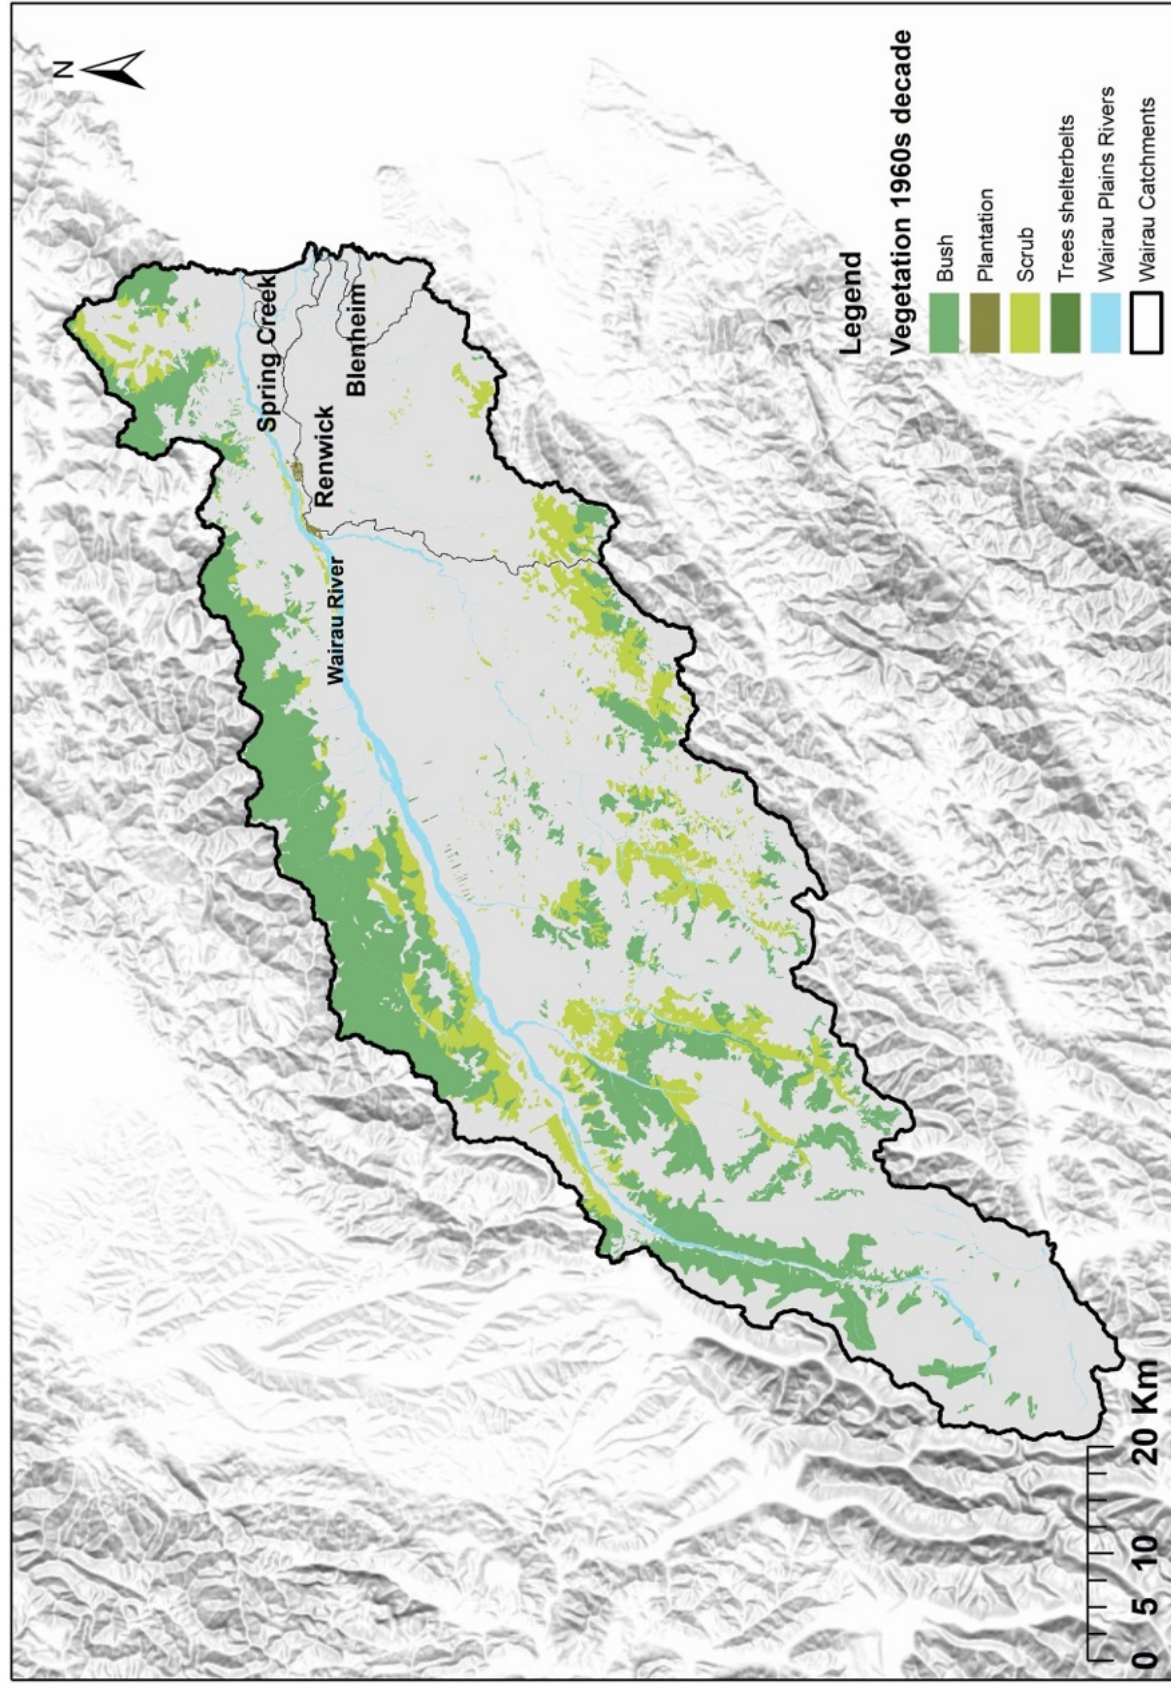 N
Spring Creek
Blenheim
Renwick
Wairau River
Legend
Vegetation 1960s decade
Bush
Plantation
Scrub
Trees shelterbelts
Wairau Plains Rivers
Wairau Catchments
0 5 10 20 Km